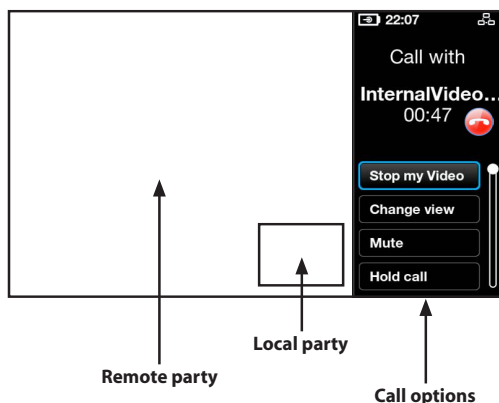 22:07
Call with
InternalVideo...
00:47
Stop my Video
Change view
Mute
Hold call
Local party
Remote party
Call options